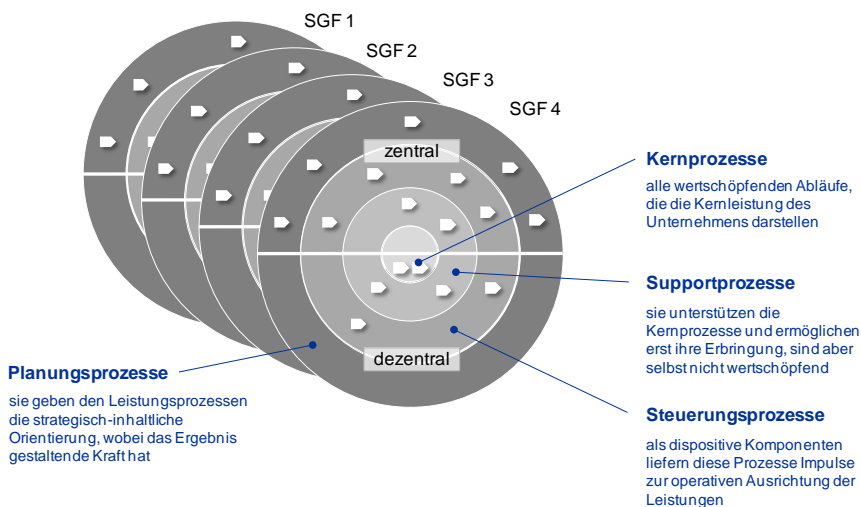 SGF 1
SGF 2
SGF 3
SGF 4
zentral
dezentral
Kernprozesse
alle wertschöpfenden Abläufe,
die die Kernleistung des
Unternehmens darstellen
Supportprozesse
sie unterstützen die
Kernprozesse und ermöglichen
erst ihre Erbringung, sind aber
selbst nicht wertschöpfend
Steuerungsprozesse
als dispositive Komponenten
liefern diese Prozesse Impulse
zur operativen Ausrichtung der
Leistungen
Planungsprozesse
sie geben den Leistungsprozessen
die strategisch-inhaltliche
Orientierung, wobei das Ergebnis
gestaltende Kraft hat